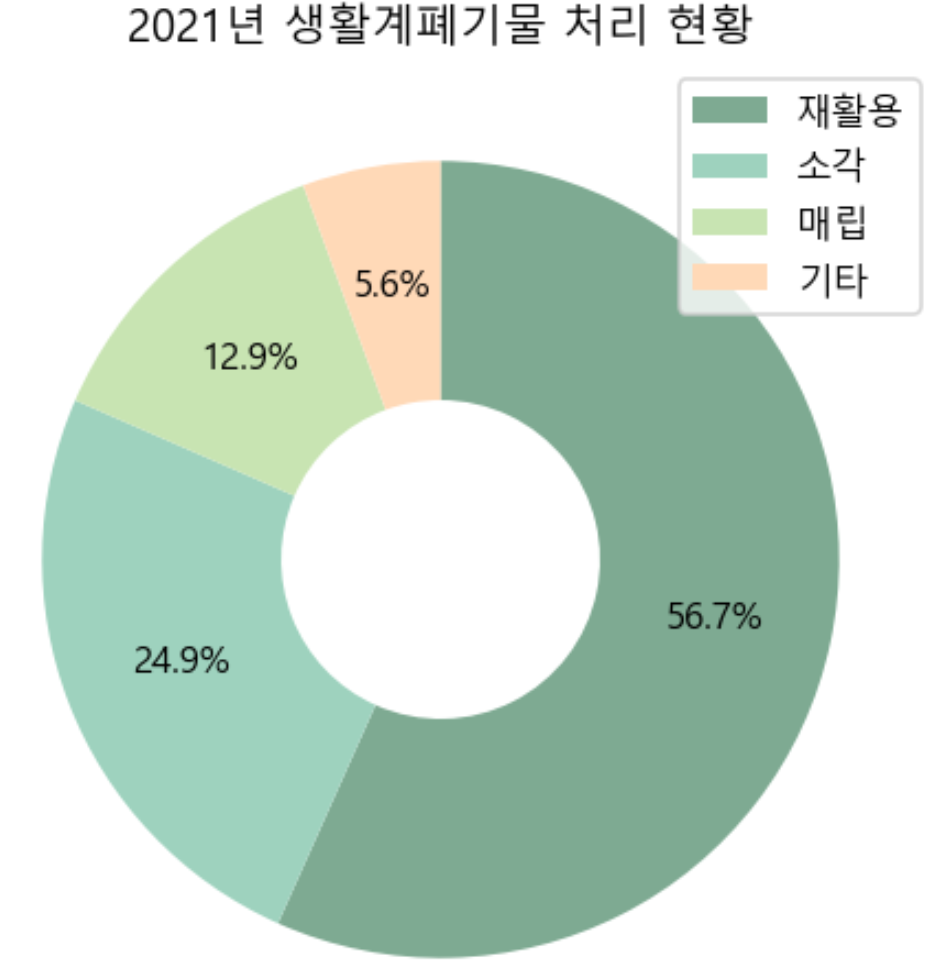 2021년 생활계폐기물 처리 현황
재활용
소각
매립
기타
5.6%
12.9%
56.7%
24.9%